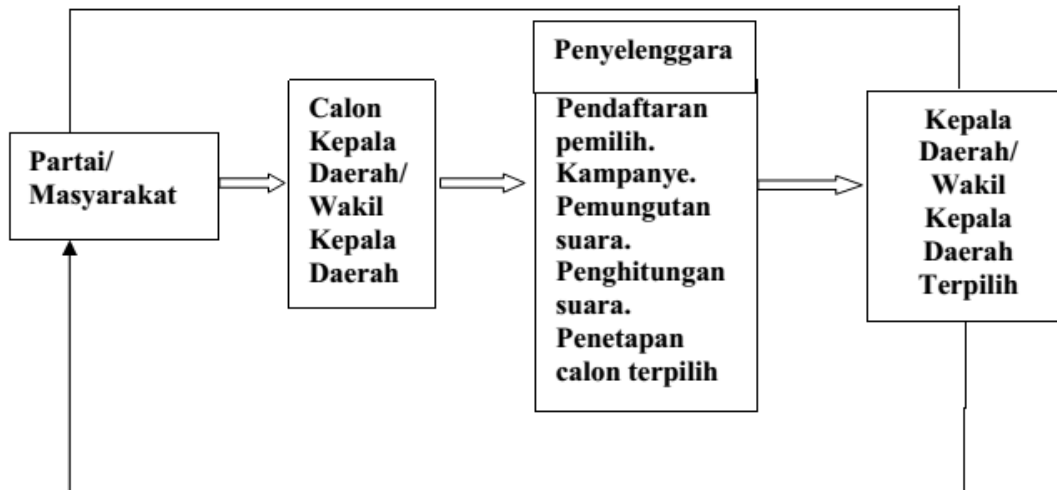 Partai/
Masyarakat
Calon
Kepala
Daerah/
Wakil
Kepala
Daerah
Penyelenggara
Pendaftaran
pemilih.
Kampanye.
Pemungutan
suara.
Penghitungan
suara.
Penetapan
calon terpilih
Kepala
Daerah/
Wakil
Kepala
Daerah
Terpilih